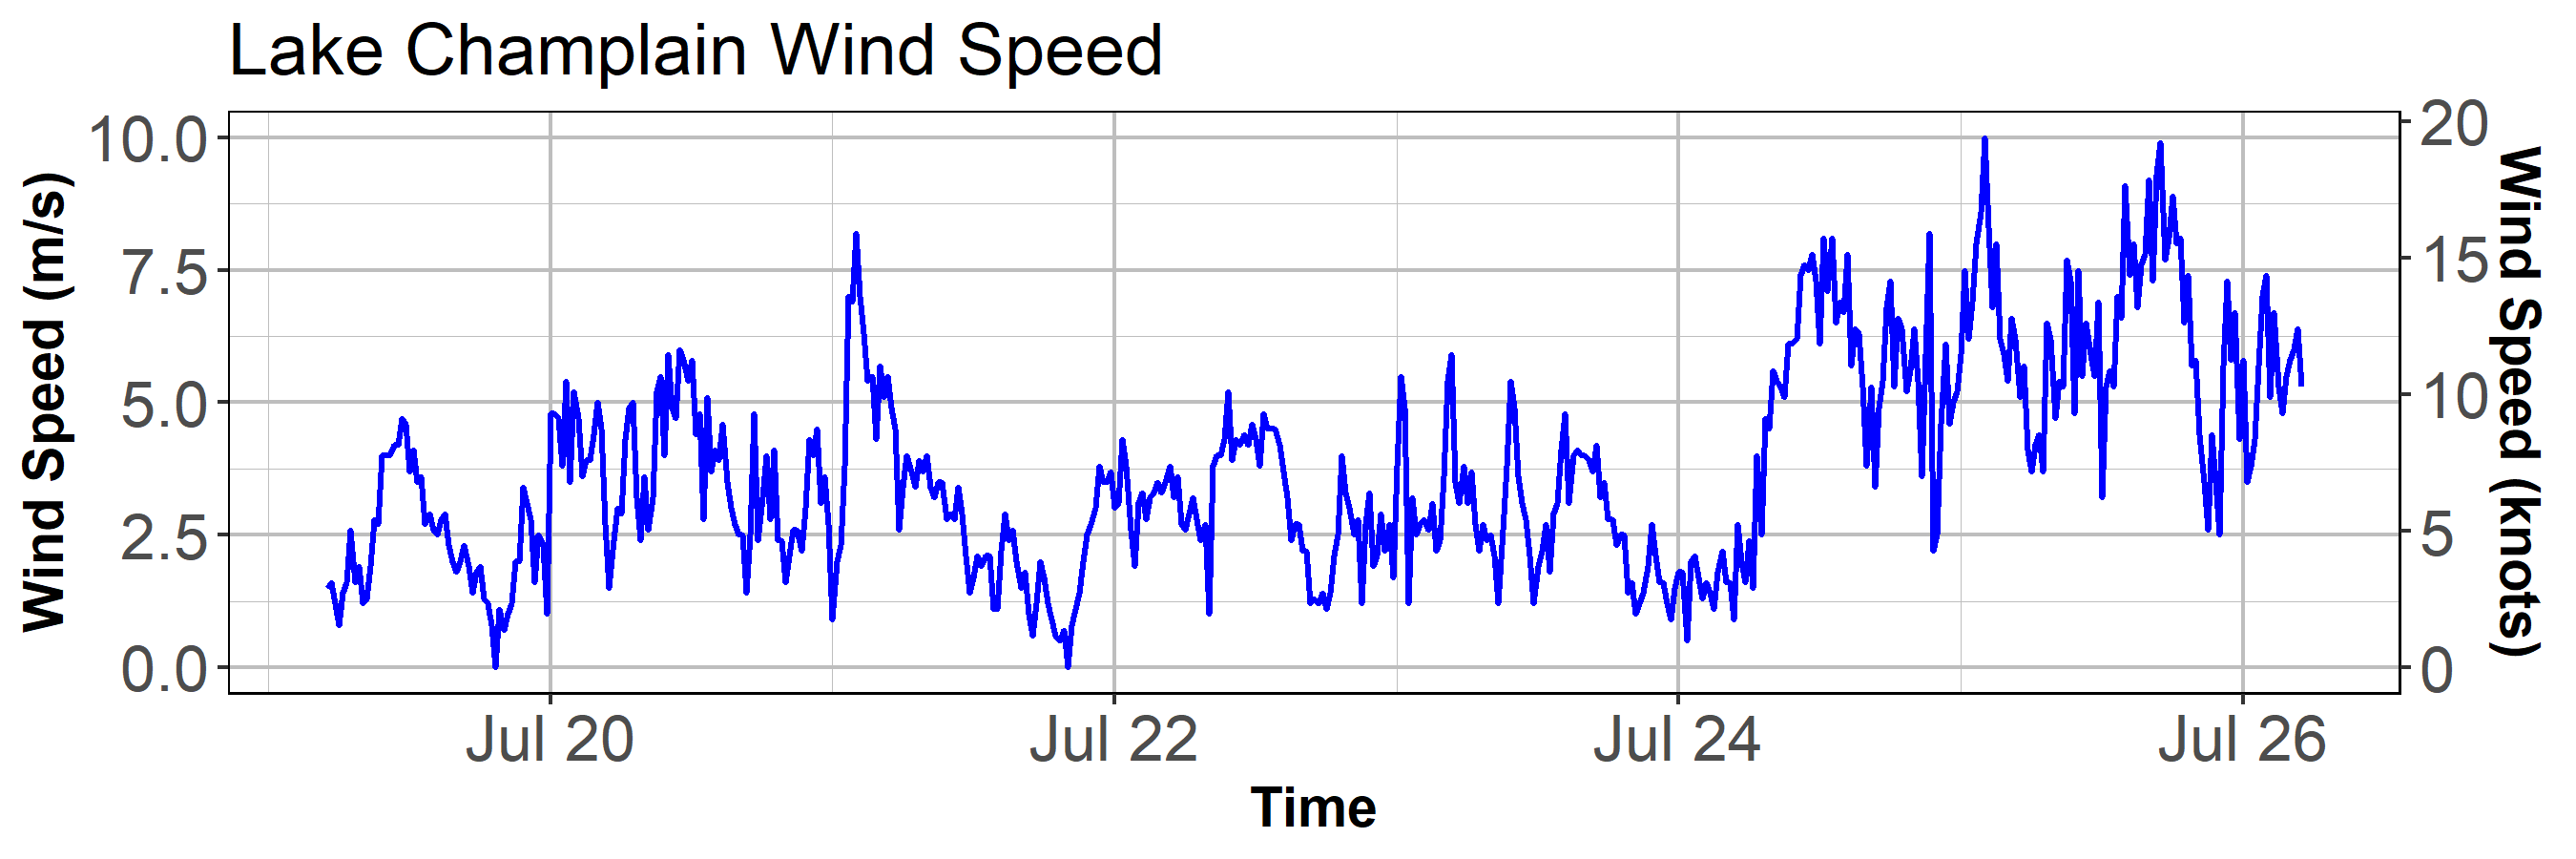 Lake Champlain Wind Speed
Wind Speed (m/s)
10.0
7.5
5.0
2.5
0.0
20
15
10
5
0
Wind Speed (knots)
Jul 20
Jul 22
Jul 24
Jul 26
Time